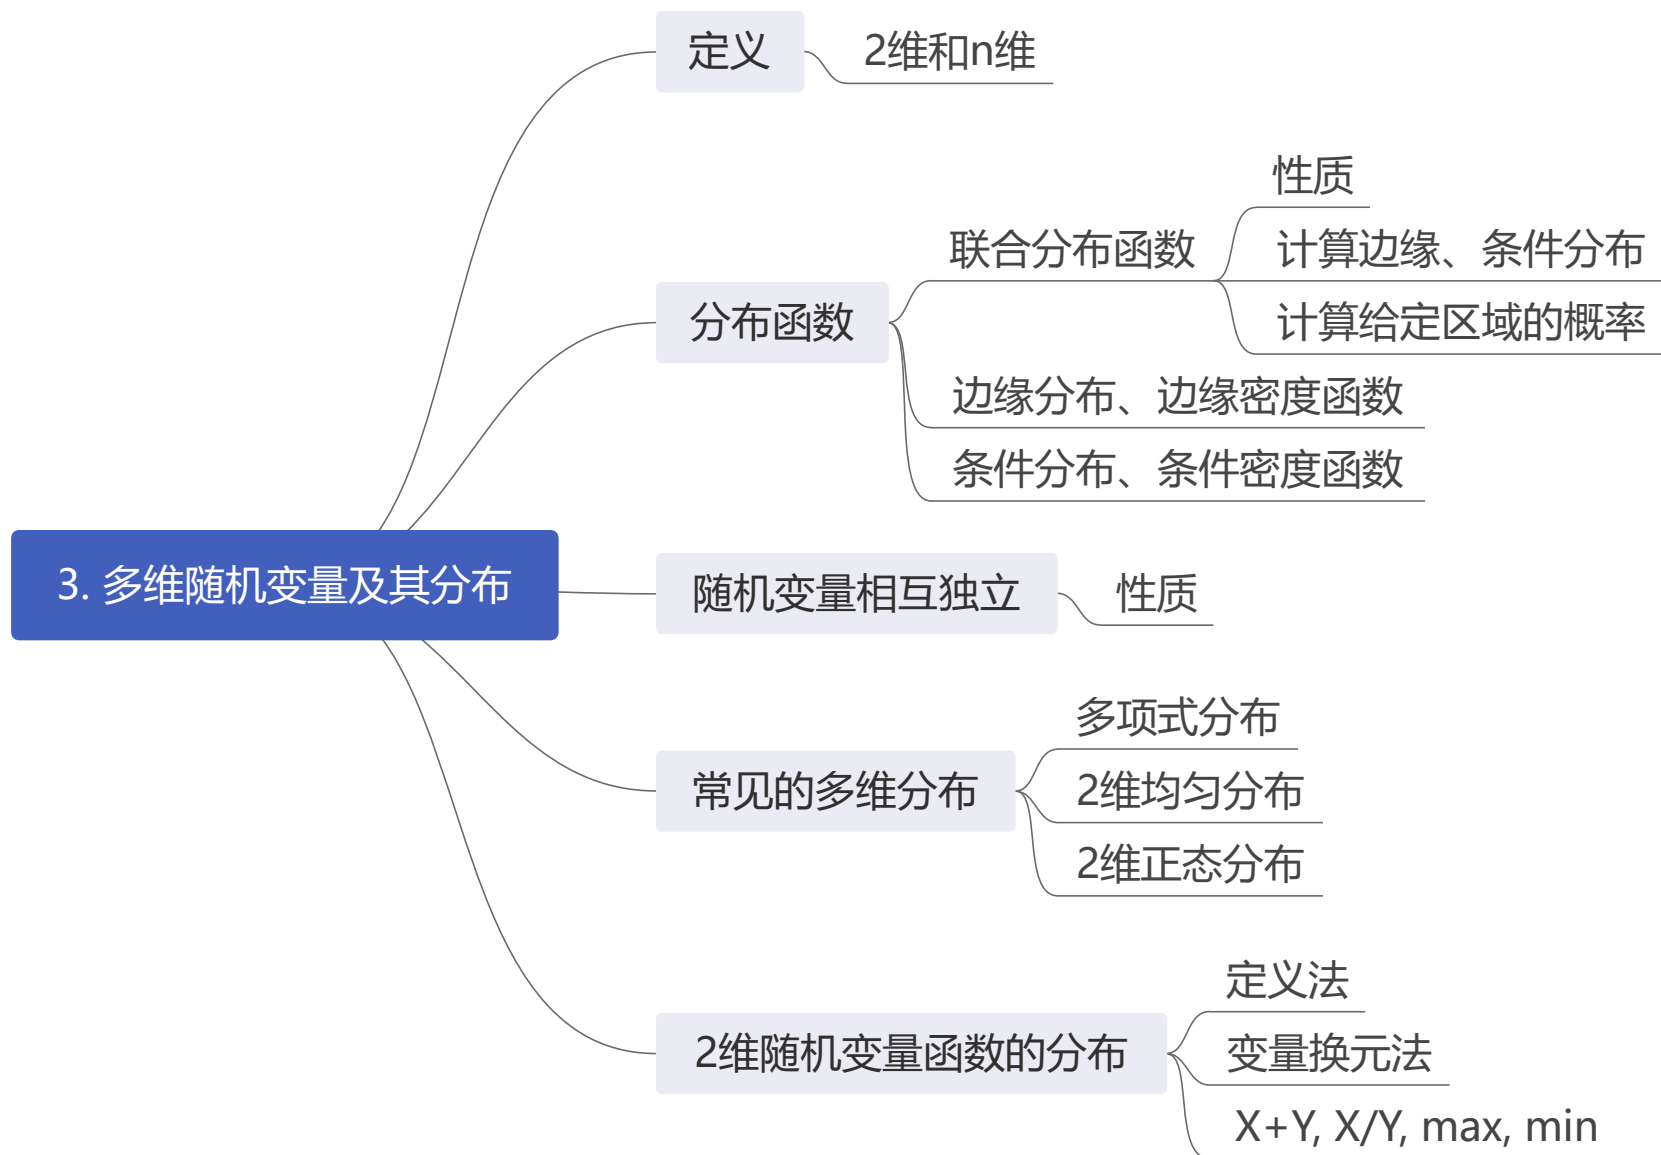 定义
2维和n维
性质
联合分布函数
计算边缘、条件分布
计算给定区域的概率
分布函数
边缘分布、边缘密度函数
条件分布、条件密度函数
3. 多维随机变量及其分布
随机变量相互独立
性质
多项式分布
常见的多维分布
2维均匀分布
2维正态分布
定义法
2维随机变量函数的分布
变量换元法
X+Y, X/Y, max, min